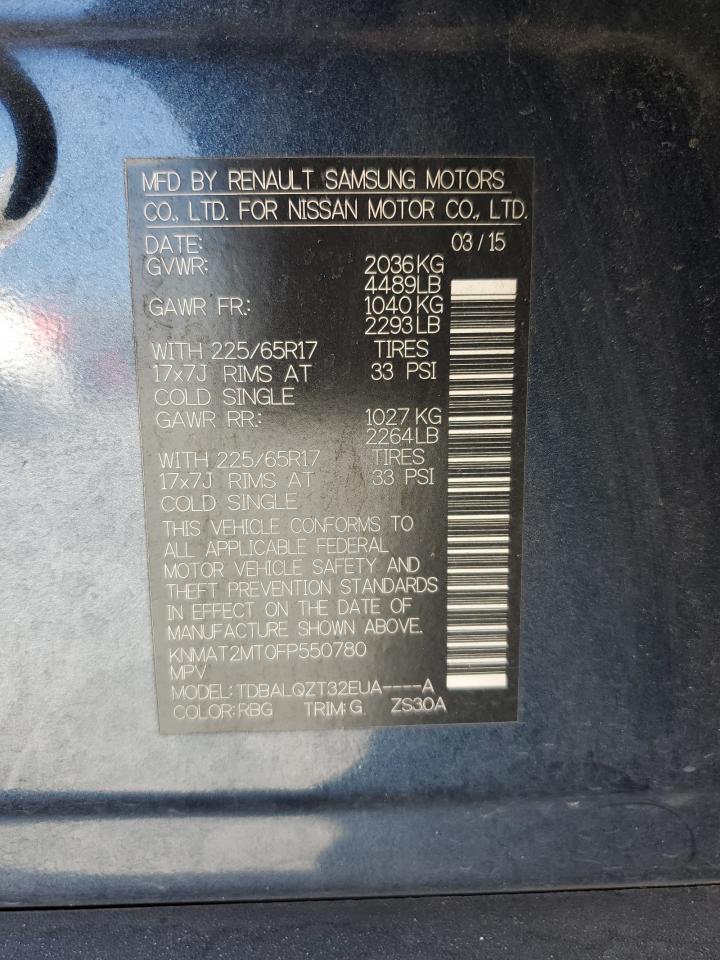 MFD BY RENAULT SAMSUNG MOTORS
CO., LTD. FOR NISSAN MOTOR CO., LTD.
DATE: 03/15
GVWR: 2036KG
4489LB
GAWR FR: 1040 KG
2293LB
WITH 225/65R17 TIRES
17x7J RIMS AT 33 PSI
COLD SINGLE
GAWR RR: 1027 KG
2264LB
WITH 225/65R17 TIRES
17x7J RIMS AT 33 PSI
COLD SINGLE
THIS VEHICLE CONFORMS TO
ALL APPLICABLE FEDERAL
MOTOR VEHICLE SAFETY AND
THEFT PREVENTION STANDARDS
IN EFFECT ON THE DATE OF
MANUFACTURE SHOWN ABOVE.
KNMAT2MT0FP550780
MPV
MODEL:TDBALQZT32EUA----A
COLOR:RBG TRIM:G ZS30A